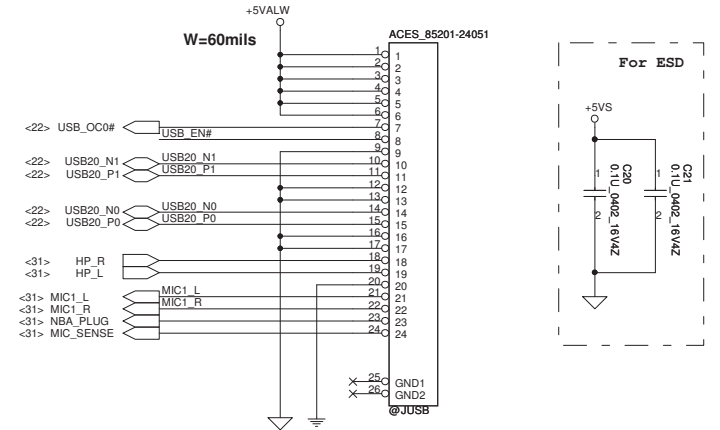 +5VALW
W=60mils
ACES_85201-24051
1 1
2 2
3 3
4 4
5 5
6 6
<22> USB_OC0# 7 7
USB_EN# 8 8
9 9
<22> USB20_N1 USB20_N1 10 10
<22> USB20_P1 USB20_P1 11 11
12 12
13 13
<22> USB20_N0 USB20_N0 14 14
<22> USB20_P0 USB20_P0 15 15
16 16
17 17
<31> HP_R 18 18
<31> HP_L 19 19
20 20
<31> MIC1_L MIC1_L 21 21
<31> MIC1_R MIC1_R 22 22
<31> NBA_PLUG 23 23
<31> MIC_SENSE 24 24
25 GND1
26 GND2
@JUSB
For ESD
+5VS
1 2
C20
0.1U_0402_16V4Z
1 2
C21
0.1U_0402_16V4Z